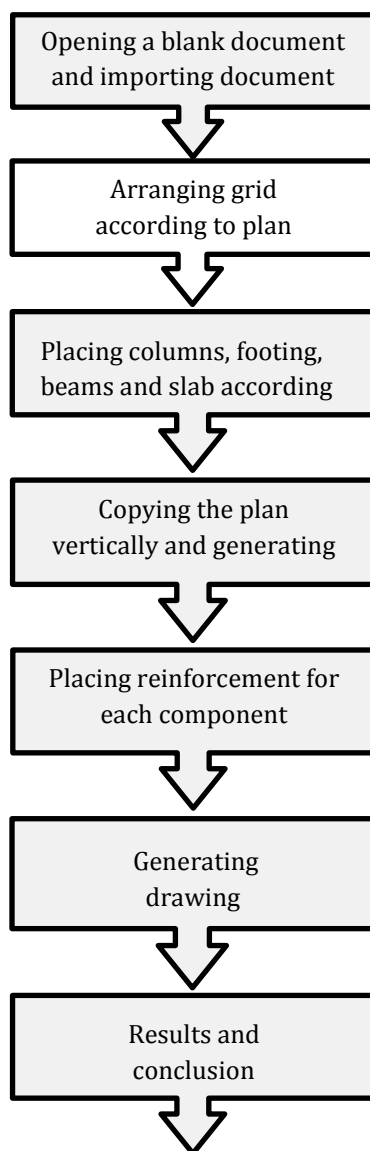 Opening a blank document
and importing document
Arranging grid
according to plan
Placing columns, footing,
beams and slab according
Copying the plan
vertically and generating
Placing reinforcement for
each component
Generating
drawing
Results and
conclusion